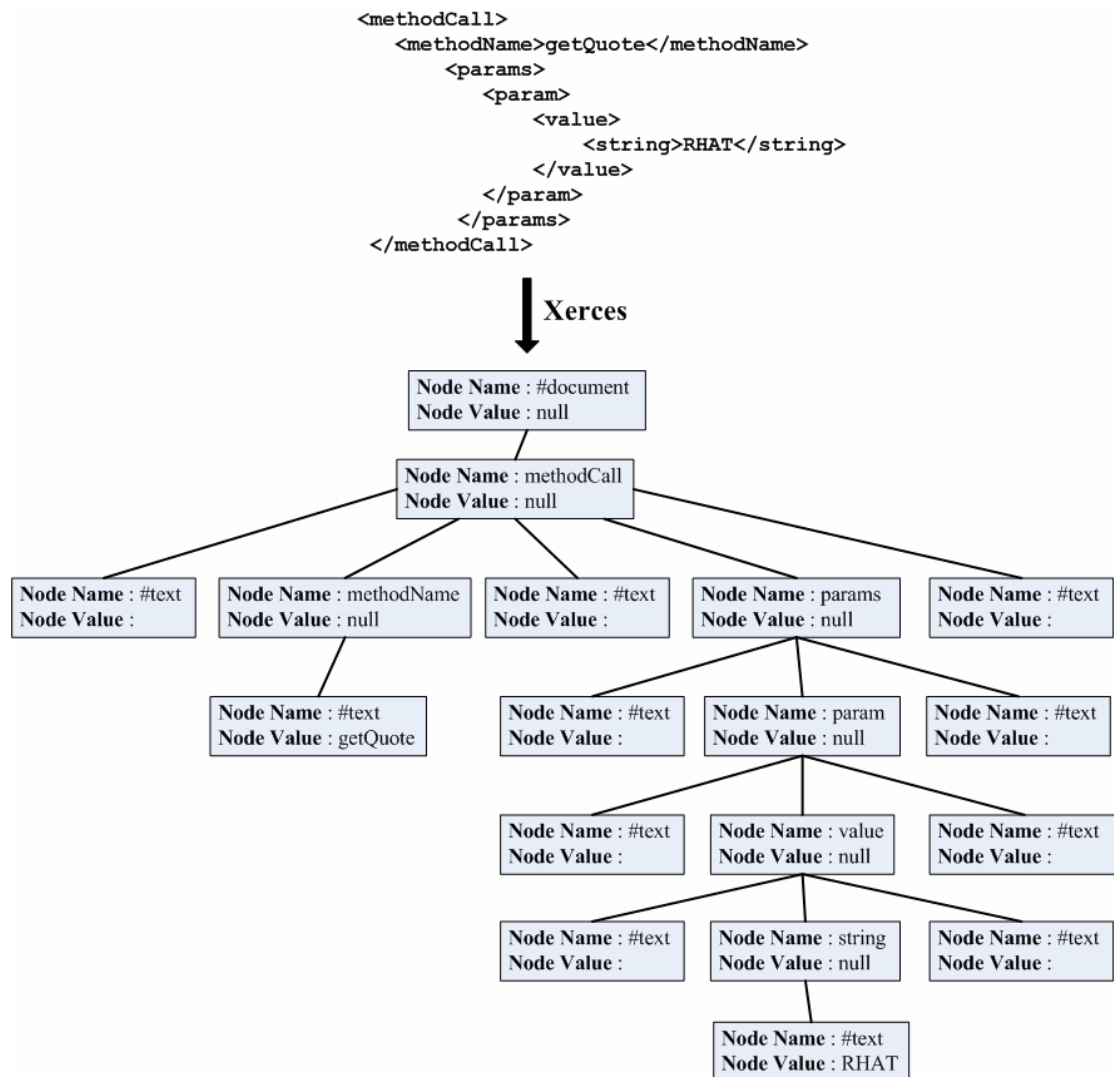 <methodCall>
<methodName>getQuote</methodName>
<params>
<param>
<value>
<string>RHAT</string>
</value>
</param>
</params>
</methodCall>
Xerces
Node Name : #document
Node Value : null
Node Name : methodCall
Node Value : null
Node Name : #text
Node Value :
Node Name : methodName
Node Value : null
Node Name : #text
Node Value :
Node Name : params
Node Value : null
Node Name : #text
Node Value :
Node Name : #text
Node Value : getQuote
Node Name : #text
Node Value :
Node Name : param
Node Value : null
Node Name : #text
Node Value :
Node Name : #text
Node Value :
Node Name : value
Node Value : null
Node Name : #text
Node Value :
Node Name : #text
Node Value :
Node Name : string
Node Value : null
Node Name : #text
Node Value :
Node Name : #text
Node Value : RHAT